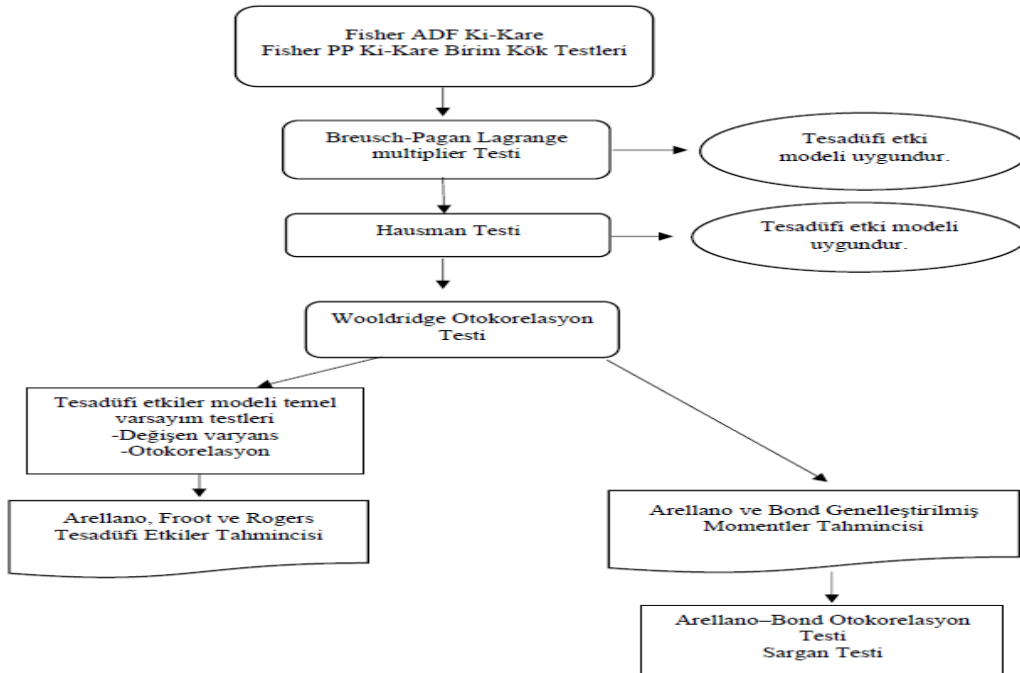 Fisher ADF Ki-Kare
Fisher PP Ki-Kare Birim Kök Testleri
Breusch-Pagan Lagrange
multiplier Testi
Tesadüfi etki
modeli uygundur.
Hausman Testi
Tesadüfi etki modeli
uygundur.
Wooldridge Otokorelasyon
Testi
Tesadüfi etkiler modeli temel
varsayım testleri
-Değişen varyans
-Otokorelasyon
Arellano, Froot ve Rogers
Tesadüfi Etkiler Tahmincisi
Arellano ve Bond Genelleştirilmiş
Momentler Tahmincisi
Arellano–Bond Otokorelasyon
Testi
Sargan Testi